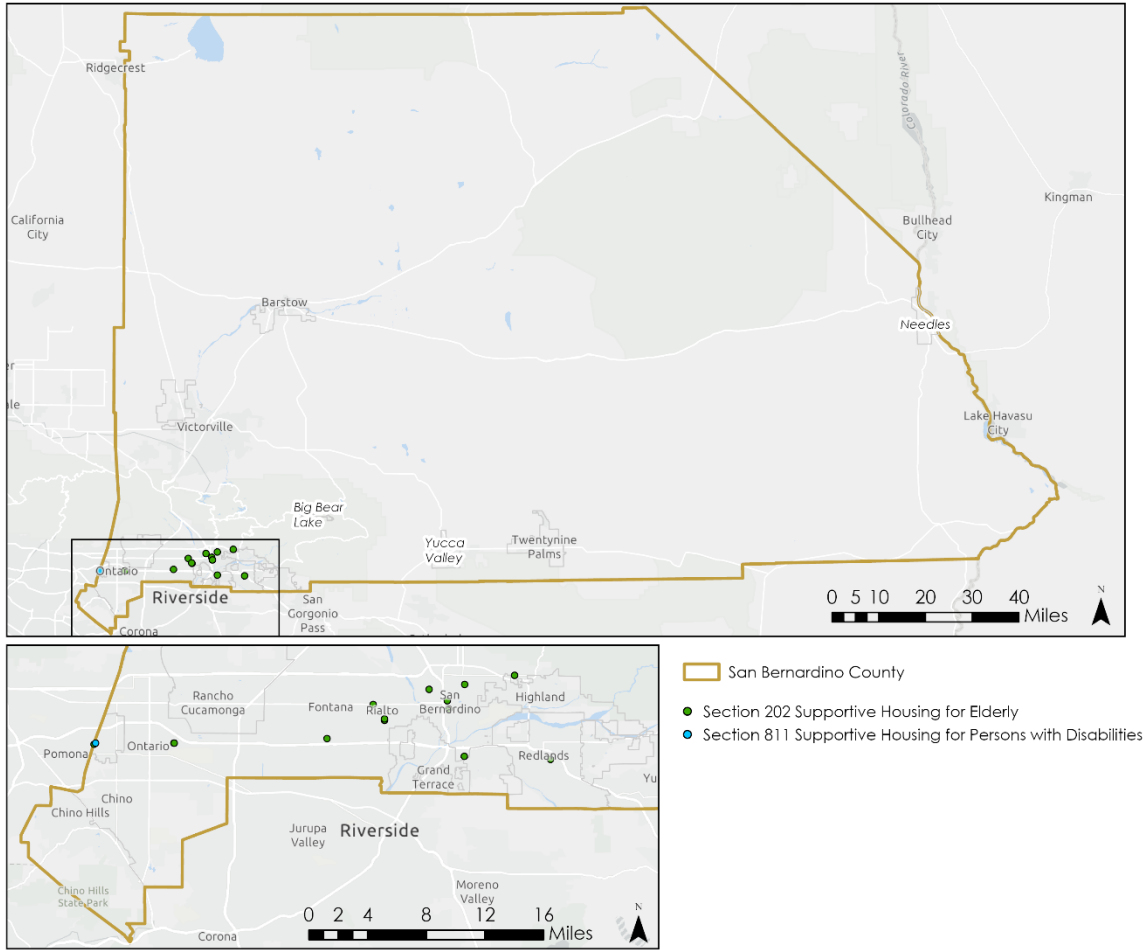 Ridgecrest
Colorado River
Kingman
California
City
Bullhead
City
Barstow
Needles
Lake Havasu
City
Victorville
Big Bear
Lake
Yucca
Valley
Twentynine
Palms
Ontario
Riverside
San
Gorgonio
Pass
Corona
0 5 10 20 30 40
Miles
N
Rancho
Cucamonga
Fontana
Rialto
San
Bernardino
Highland
Pomona
Ontario
Grand
Terrace
Redlands
Yu
Chino
Chino Hills
Jurupa
Valley
Riverside
Chino Hills
State Park
Moreno
Valley
Corona
0 2 4 8 12 16
Miles
N
San Bernardino County
Section 202 Supportive Housing for Elderly
Section 811 Supportive Housing for Persons with Disabilities